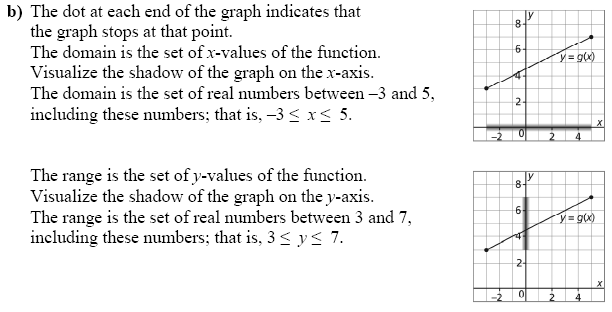 b) The dot at each end of the graph indicates that
the graph stops at that point.
The domain is the set of x-values of the function.
Visualize the shadow of the graph on the x-axis.
The domain is the set of real numbers between –3 and 5,
including these numbers; that is, –3 ≤ x ≤ 5.
y
8
6
y = g(x)
4
2
x
–2 0 2 4
The range is the set of y-values of the function.
Visualize the shadow of the graph on the y-axis.
The range is the set of real numbers between 3 and 7,
including these numbers; that is, 3 ≤ y ≤ 7.
y
8
6
y = g(x)
4
2
x
–2 0 2 4